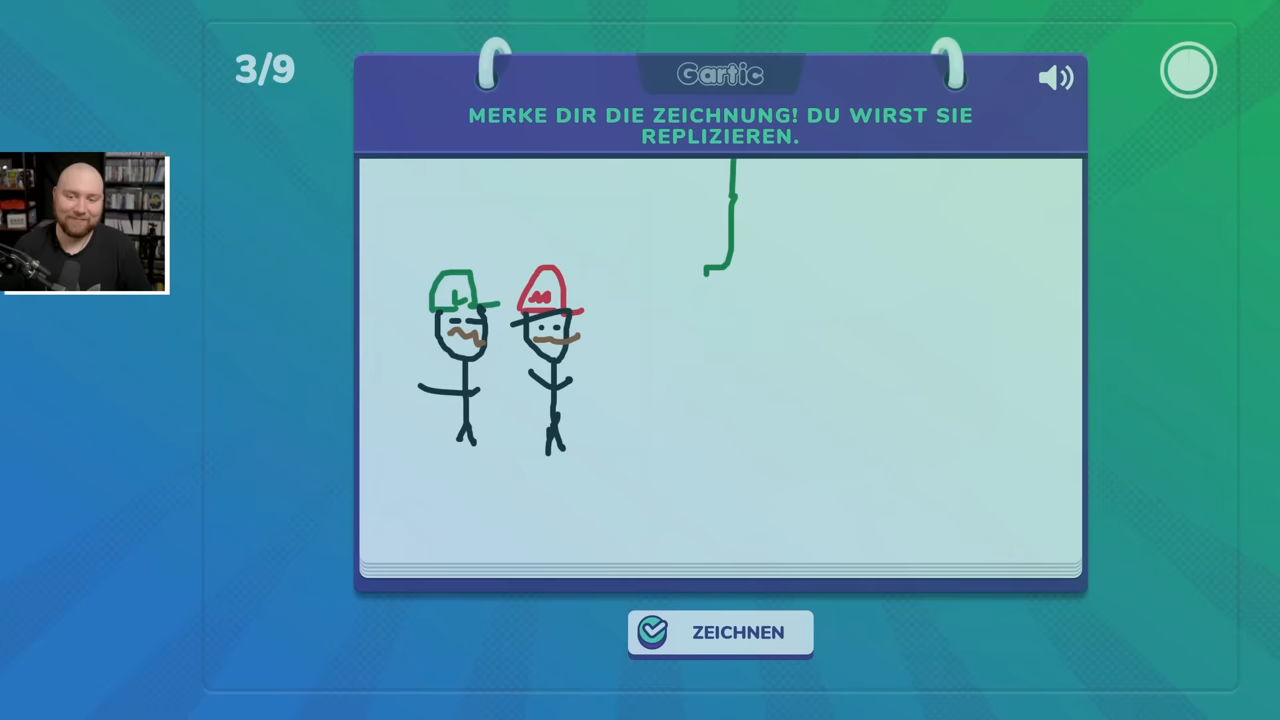 3/9
Gartic
MERKE DIR DIE ZEICHNUNG! DU WIRST SIE
REPLIZIEREN.
L
M
ZEICHNEN